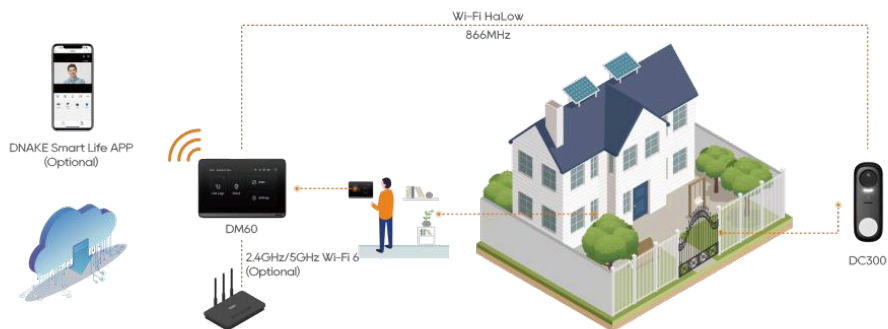 Wi-Fi HaLow
866MHz
DNAKE Smart Life APP
(Optional)
DM60
2.4GHz/5GHz Wi-Fi 6
(Optional)
DC300